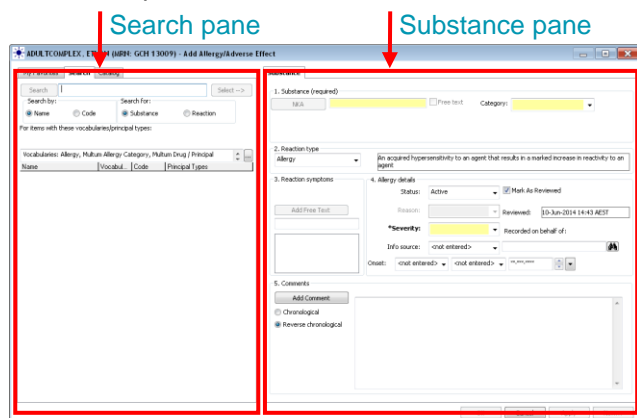 Search pane
Substance pane
ADULTCOMPLEX, ET N (MRN: GCH 13009) - Add Allergy/Adverse Effect
My Favorites Search Catalog
Search
Select -->
Search by:
Search for:
Name
Code
Substance
Reaction
For items with these vocabularies/principal types:
Vocabularies: Allergy, Multum Allergy Category, Multum Drug / Principal
Name
Vocabul...
Code
Principal Types
Substance
1. Substance (required)
NKA
Free text
Category:
2. Reaction type
Allergy
An acquired hypersensitivity to an agent that results in a marked increase in reactivity to an
agent
3. Reaction symptoms
Add Free Text
4. Allergy details
Status:
Active
Mark As Reviewed
Reason:
Reviewed:
10-Jun-2014 14:43 AEST
*Severity:
Recorded on behalf of:
Info source:
<not entered>
Onset:
<not entered>
<not entered>
**-***-****
5. Comments
Add Comment
Chronological
Reverse chronological